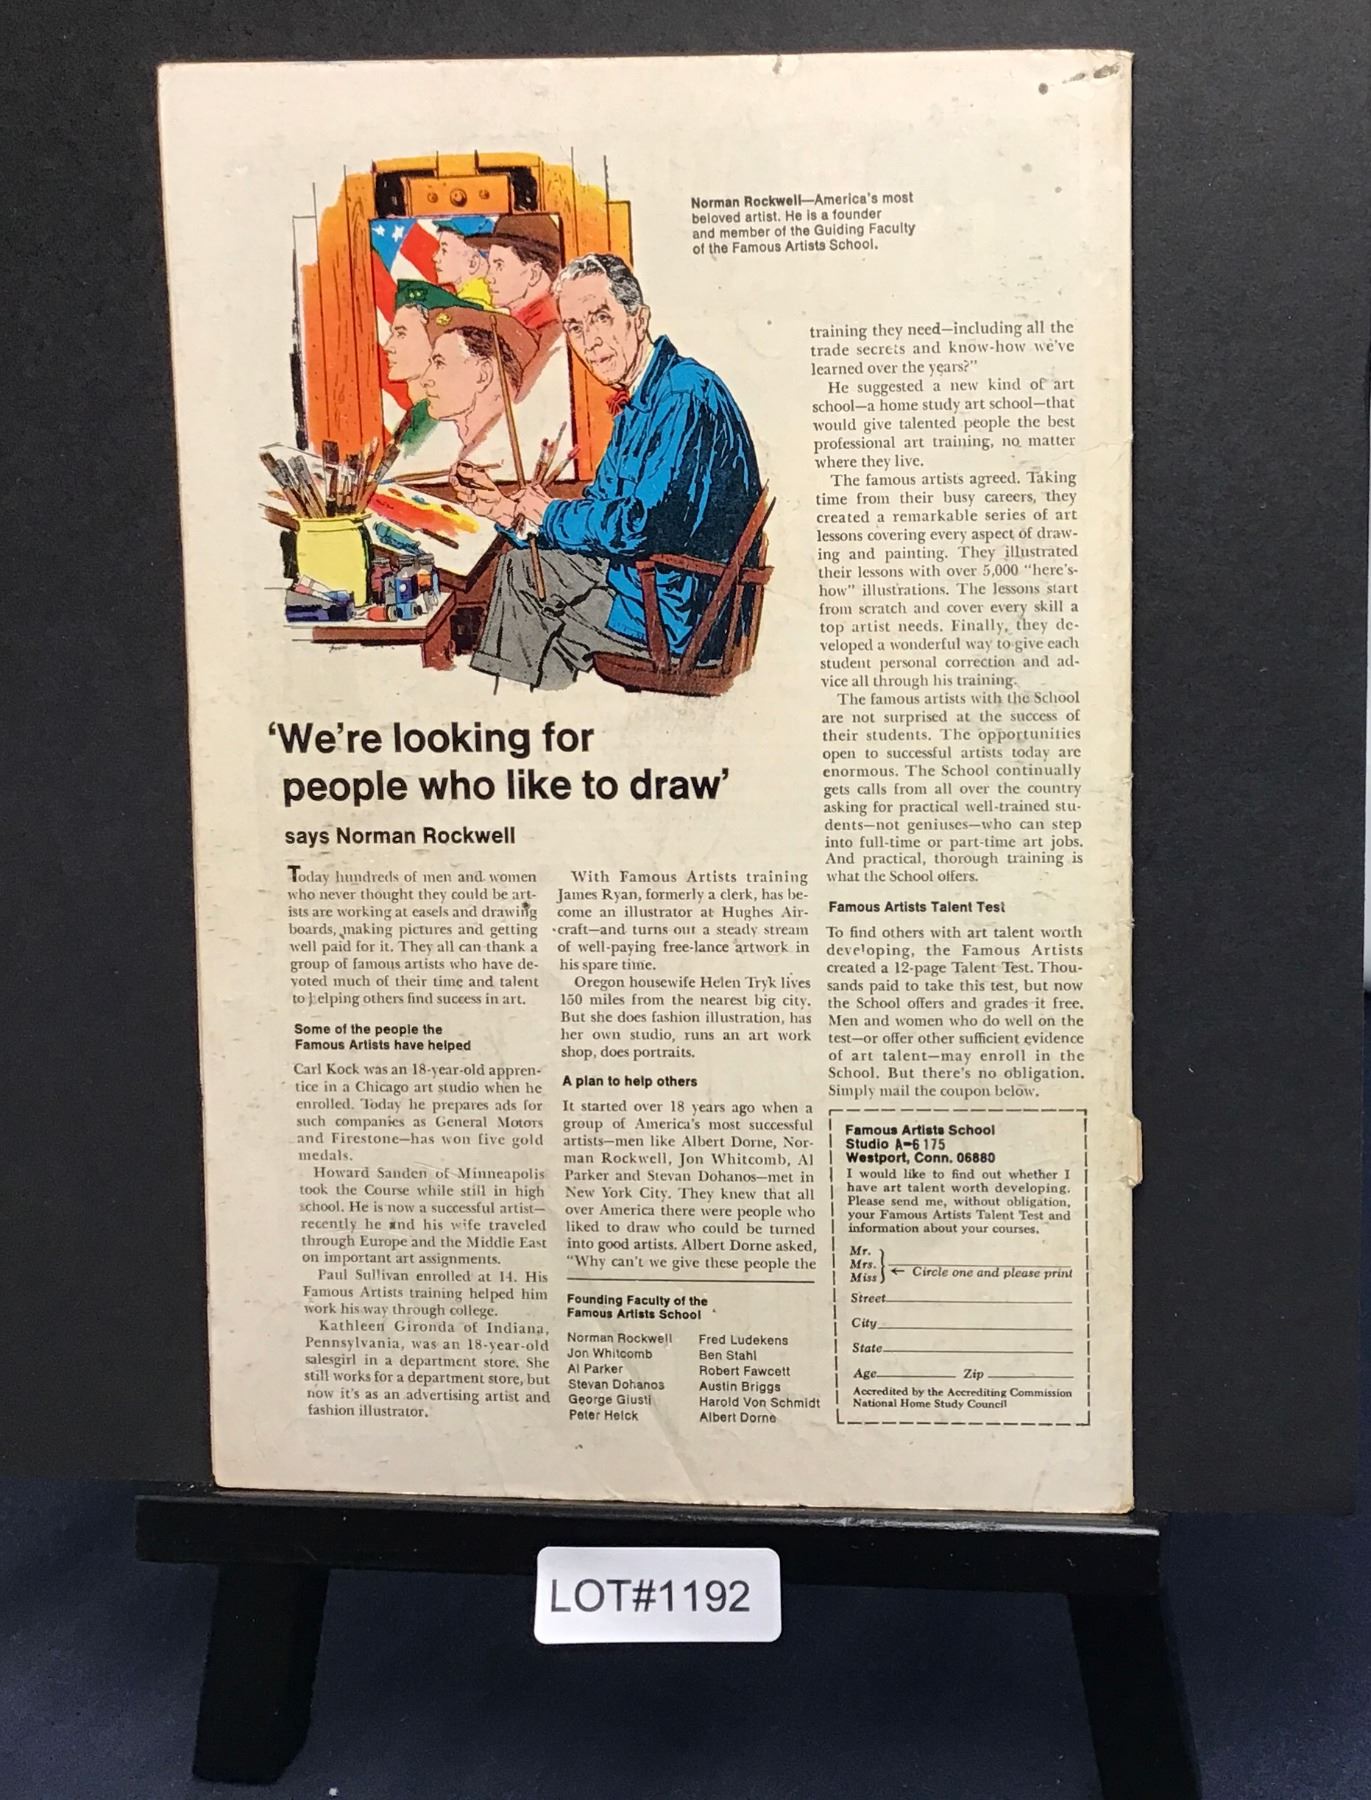 Norman Rockwell—America's most
beloved artist. He is a founder
and member of the Guiding Faculty
of the Famous Artists School.
'We're looking for
people who like to draw'
says Norman Rockwell
Today hundreds of men and women
who never thought they could be art-
ists are working at easels and drawing
boards, making pictures and getting
well paid for it. They all can thank a
group of famous artists who have de-
voted much of their time and talent
to helping others find success in art.
Some of the people the
Famous Artists have helped
Carl Kock was an 18-year-old appren-
tice in a Chicago art studio when he
enrolled. Today he prepares ads for
such companies as General Motors
and Firestone—has won five gold
medals.
Howard Sanden of Minneapolis
took the Course while still in high
school. He is now a successful artist—
recently he and his wife traveled
through Europe and the Middle East
on important art assignments.
Paul Sullivan enrolled at 14. His
Famous Artists training helped him
work his way through college.
Kathleen Gironda of Indiana,
Pennsylvania, was an 18-year-old
salesgirl in a department store. She
still works for a department store, but
now it's as an advertising artist and
fashion illustrator.
With Famous Artists training
James Ryan, formerly a clerk, has be-
come an illustrator at Hughes Air-
craft—and turns out a steady stream
of well-paying free-lance artwork in
his spare time.
Oregon housewife Helen Tryk lives
150 miles from the nearest big city.
But she does fashion illustration, has
her own studio, runs an art work
shop, does portraits.
A plan to help others
It started over 18 years ago when a
group of America's most successful
artists—men like Albert Dorne, Nor-
man Rockwell, Jon Whitcomb, Al
Parker and Stevan Dohanos—met in
New York City. They knew that all
over America there were people who
liked to draw who could be turned
into good artists. Albert Dorne asked,
"Why can't we give these people the
training they need—including all the
trade secrets and know-how we've
learned over the years?"
He suggested a new kind of art
school—a home study art school—that
would give talented people the best
professional art training, no matter
where they live.
The famous artists agreed. Taking
time from their busy careers, they
created a remarkable series of art
lessons covering every aspect of draw-
ing and painting. They illustrated
their lessons with over 5,000 "here's-
how" illustrations. The lessons start
from scratch and cover every skill a
top artist needs. Finally, they de-
veloped a wonderful way to give each
student personal correction and ad-
vice all through his training.
The famous artists with the School
are not surprised at the success of
their students. The opportunities
open to successful artists today are
enormous. The School continually
gets calls from all over the country
asking for practical well-trained stu-
dents—not geniuses—who can step
into full-time or part-time art jobs.
And practical, thorough training is
what the School offers.
Famous Artists Talent Test
To find others with art talent worth
developing, the Famous Artists
created a 12-page Talent Test. Thou-
sands paid to take this test, but now
the School offers and grades it free.
Men and women who do well on the
test—or offer other sufficient evidence
of art talent—may enroll in the
School. But there's no obligation.
Simply mail the coupon below.
Founding Faculty of the
Famous Artists School
Norman Rockwell
Jon Whitcomb
Al Parker
Stevan Dohanos
George Giusti
Peter Helck
Fred Ludekens
Ben Stahl
Robert Fawcett
Austin Briggs
Harold Von Schmidt
Albert Dorne
Famous Artists School
Studio A-6175
Westport, Conn. 06880
I would like to find out whether I
have art talent worth developing.
Please send me, without obligation,
your Famous Artists Talent Test and
information about your courses.
Mr.
Mrs.
Miss
Circle one and please print
Street
City
State
Age Zip
Accredited by the Accrediting Commission
National Home Study Council
LOT#1192